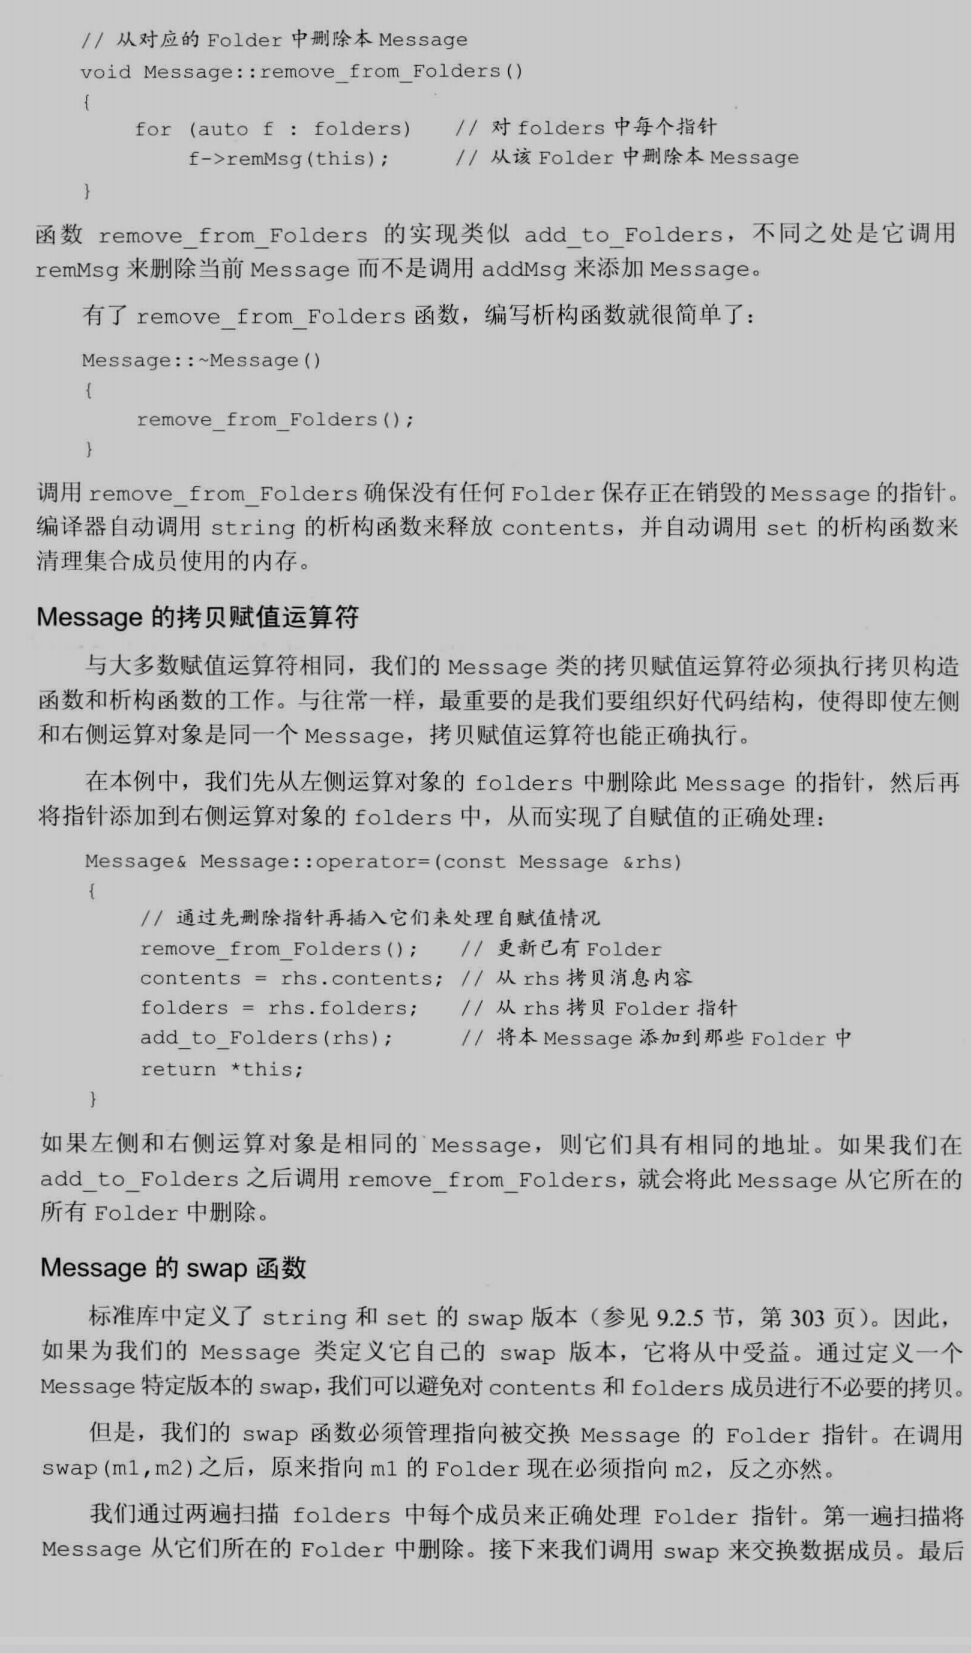 // 从对应的 Folder 中删除本 Message
void Message::remove_from_Folders()
{
    for (auto f : folders)    // 对 folders 中每个指针
        f->remMsg(this);      // 从该 Folder 中删除本 Message
}
函数 remove_from_Folders 的实现类似 add_to_Folders，不同之处是它调用
remMsg 来删除当前 Message 而不是调用 addMsg 来添加 Message。
有了 remove_from_Folders 函数，编写析构函数就很简单了：
Message::~Message()
{
    remove_from_Folders();
}
调用 remove_from_Folders 确保没有任何 Folder 保存正在销毁的 Message 的指针。
编译器自动调用 string 的析构函数来释放 contents，并自动调用 set 的析构函数来
清理集合成员使用的内存。
Message 的拷贝赋值运算符
与大多数赋值运算符相同，我们的 Message 类的拷贝赋值运算符必须执行拷贝构造
函数和析构函数的工作。与往常一样，最重要的是我们要组织好代码结构，使得即使左侧
和右侧运算对象是同一个 Message，拷贝赋值运算符也能正确执行。
在本例中，我们先从左侧运算对象的 folders 中删除此 Message 的指针，然后再
将指针添加到右侧运算对象的 folders 中，从而实现了自赋值的正确处理：
Message& Message::operator=(const Message &rhs)
{
    // 通过先删除指针再插入它们来处理自赋值情况
    remove_from_Folders();    // 更新已有 Folder
    contents = rhs.contents;  // 从 rhs 拷贝消息内容
    folders = rhs.folders;    // 从 rhs 拷贝 Folder 指针
    add_to_Folders(rhs);      // 将本 Message 添加到那些 Folder 中
    return *this;
}
如果左侧和右侧运算对象是相同的 Message，则它们具有相同的地址。如果我们在
add_to_Folders 之后调用 remove_from_Folders，就会将此 Message 从它所在的
所有 Folder 中删除。
Message 的 swap 函数
标准库中定义了 string 和 set 的 swap 版本（参见 9.2.5 节，第 303 页）。因此，
如果为我们的 Message 类定义它自己的 swap 版本，它将从中受益。通过定义一个
Message 特定版本的 swap，我们可以避免对 contents 和 folders 成员进行不必要的拷贝。
但是，我们的 swap 函数必须管理指向被交换 Message 的 Folder 指针。在调用
swap(m1,m2)之后，原来指向 m1 的 Folder 现在必须指向 m2，反之亦然。
我们通过两遍扫描 folders 中每个成员来正确处理 Folder 指针。第一遍扫描将
Message 从它们所在的 Folder 中删除。接下来我们调用 swap 来交换数据成员。最后